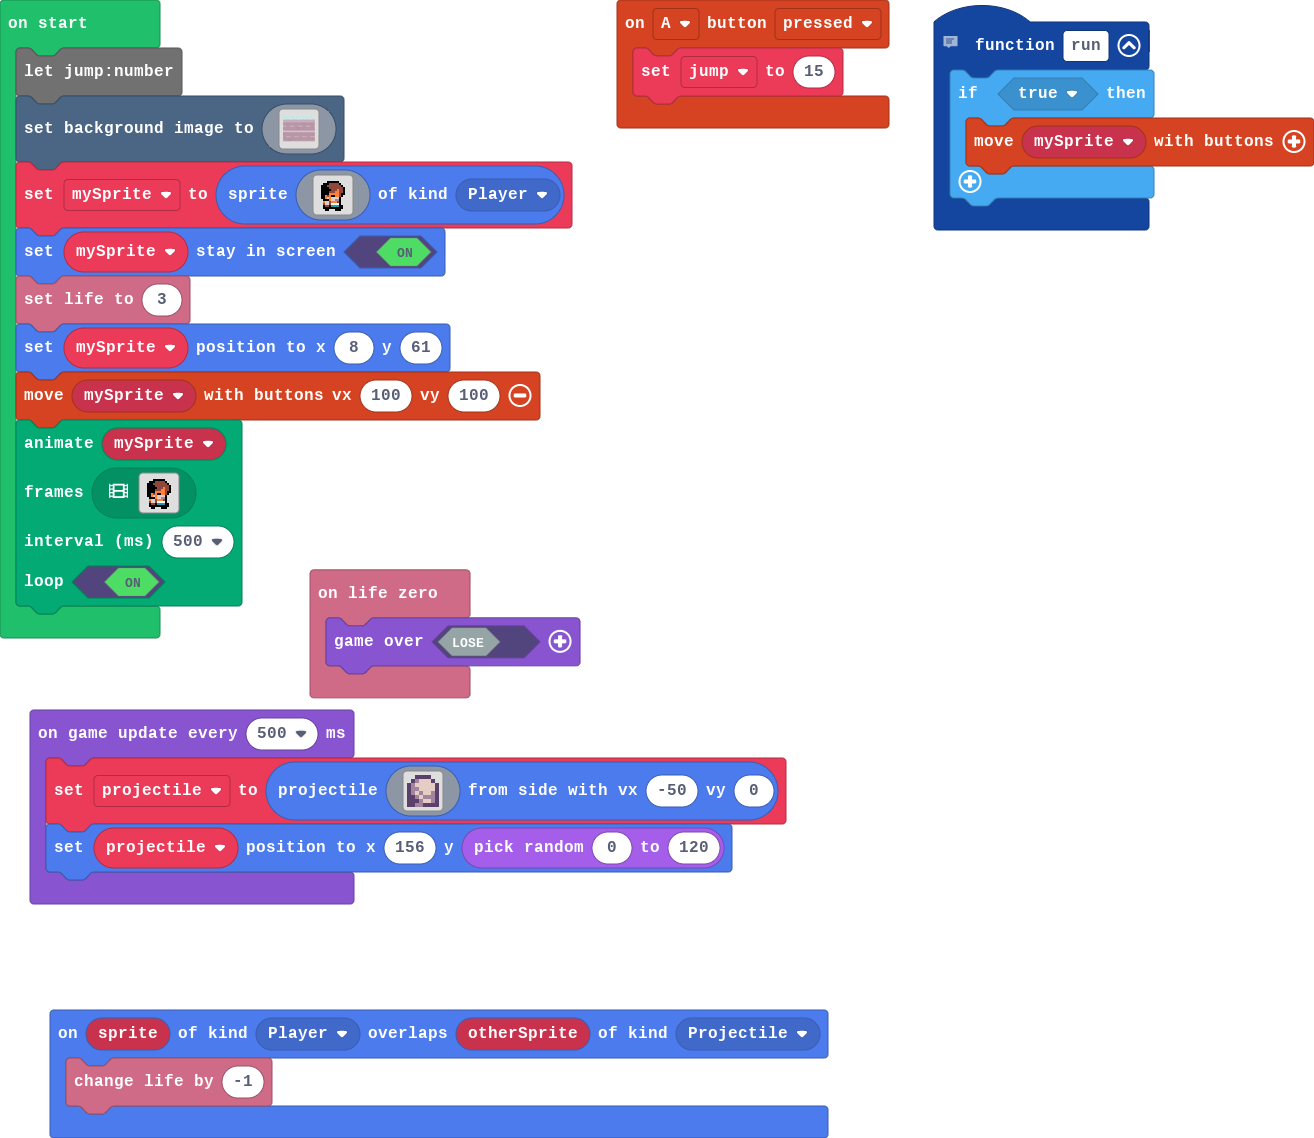 on start
let jump:number
set background image to
set mySprite to sprite of kind Player
set mySprite stay in screen ON
set life to 3
set mySprite position to x 8 y 61
move mySprite with buttons vx 100 vy 100
animate mySprite
frames
interval (ms) 500
loop ON
on A button pressed
set jump to 15
function run
if true then
move mySprite with buttons
on life zero
game over LOSE
on game update every 500 ms
set projectile to projectile from side with vx -50 vy 0
set projectile position to x 156 y pick random 0 to 120
on sprite of kind Player overlaps otherSprite of kind Projectile
change life by -1